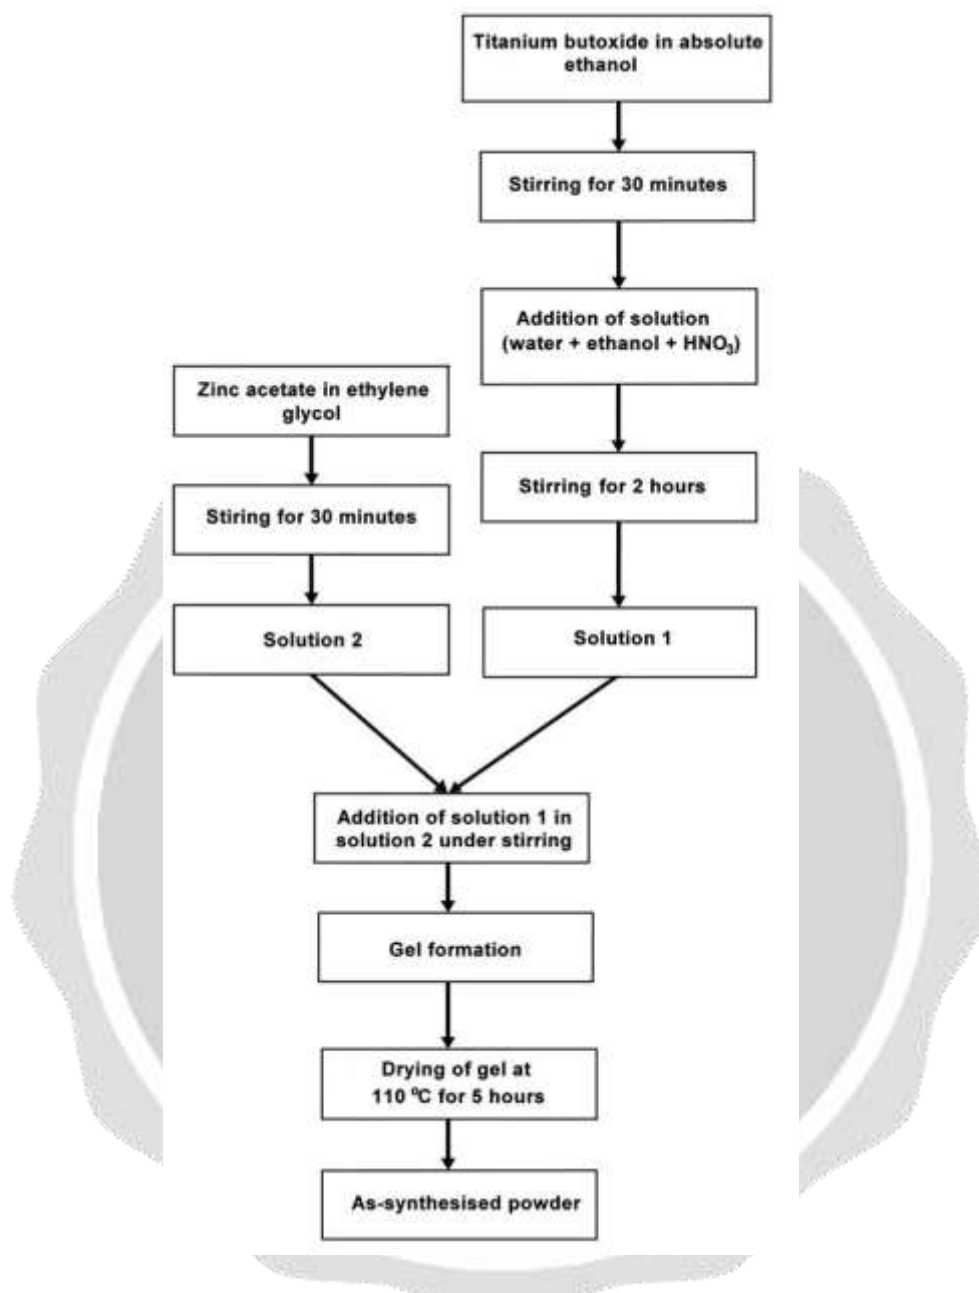 Titanium butoxide in absolute
ethanol
Stirring for 30 minutes
Addition of solution
(water + ethanol + HNO₃)
Stirring for 2 hours
Solution 1
Zinc acetate in ethylene
glycol
Stiring for 30 minutes
Solution 2
Addition of solution 1 in
solution 2 under stirring
Gel formation
Drying of gel at
110 ⁰C for 5 hours
As-synthesised powder